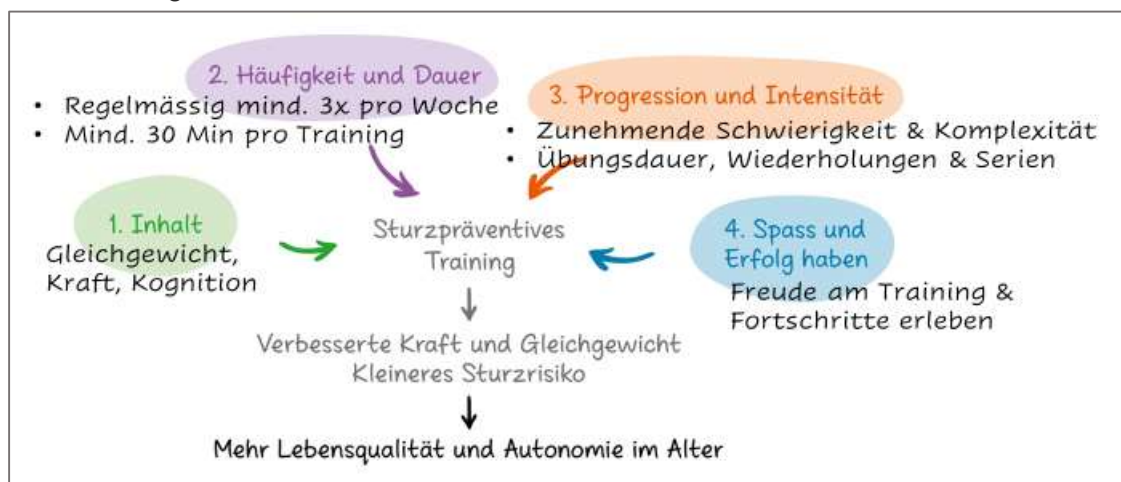 2. Häufigkeit und Dauer
• Regelmässig mind. 3x pro Woche
• Mind. 30 Min pro Training
3. Progression und Intensität
• Zunehmende Schwierigkeit & Komplexität
• Übungsdauer, Wiederholungen & Serien
1. Inhalt
Gleichgewicht,
Kraft, Kognition
Sturzpräventives
Training
4. Spass und
Erfolg haben
Freude am Training &
Fortschritte erleben
Verbesserte Kraft und Gleichgewicht
Kleineres Sturzrisiko
Mehr Lebensqualität und Autonomie im Alter